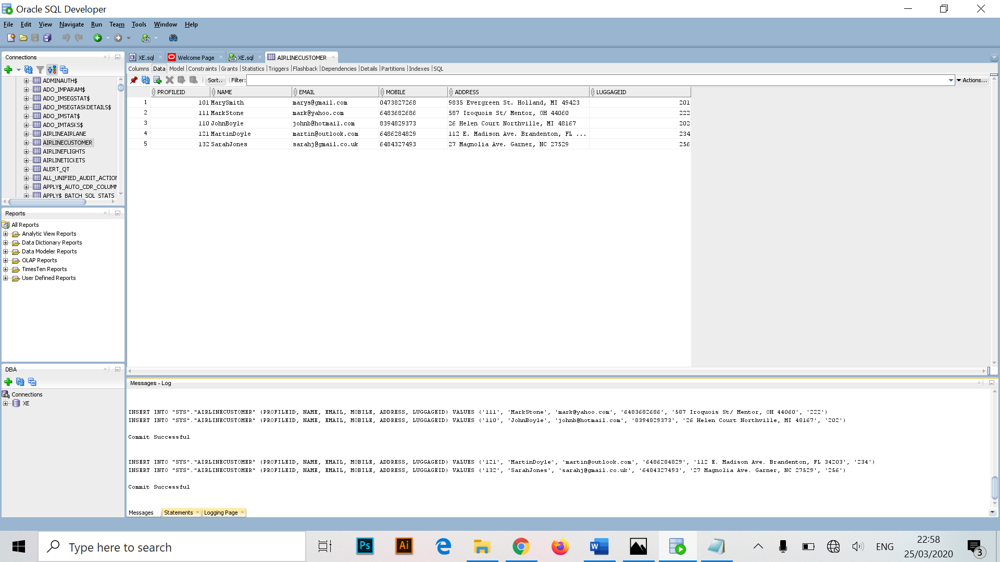 Oracle SQL Developer
File Edit View Navigate Run Team Tools Window Help
Connections
ADMINAUTH$
ADO_IMPARAM$
ADO_IMSEGSTAT$
ADO_IMSEGTASKDETAILS$
ADO_IMSTAT$
ADO_IMTASKS$
AIRLINEAIRLANE
AIRLINECUSTOMER
AIRLINEFLIGHTS
AIRLINETICKETS
ALERT_QT
ALL_UNIFIED_AUDIT_ACTION
APPLY$_AUTO_CDR_COLUMN
APPLY$_BATCH_SQL_STATS
Reports
All Reports
Analytic View Reports
Data Dictionary Reports
Data Modeler Reports
OLAP Reports
TimesTen Reports
User Defined Reports
DBA
Connections
XE
XE.sql Welcome Page XE.sql AIRLINECUSTOMER
Columns Data Model Constraints Grants Statistics Triggers Flashback Dependencies Details Partitions Indexes SQL
Sort.. Filter: Actions...
PROFILEID NAME EMAIL MOBILE ADDRESS LUGGAGEID
1 101 MarySmith marys@gmail.com 0473827268 9835 Evergreen St. Holland, MI 49423 201
2 111 MarkStone mark@yahoo.com 6483682686 587 Iroquois St/ Mentor, OH 44060 222
3 110 JohnBoyle johnb@hotmail.com 8394829373 26 Helen Court Northville, MI 48167 202
4 121 MartinDoyle martin@outlook.com 6486284829 112 E. Madison Ave. Brandenton, FL ... 234
5 132 SarahJones sarahj@gmail.co.uk 6484327493 27 Magnolia Ave. Garner, NC 27529 256
Messages - Log
INSERT INTO "SYS"."AIRLINECUSTOMER" (PROFILEID, NAME, EMAIL, MOBILE, ADDRESS, LUGGAGEID) VALUES ('111', 'MarkStone', 'mark@yahoo.com', '6483682686', '587 Iroquois St/ Mentor, OH 44060', '222')
INSERT INTO "SYS"."AIRLINECUSTOMER" (PROFILEID, NAME, EMAIL, MOBILE, ADDRESS, LUGGAGEID) VALUES ('110', 'JohnBoyle', 'johnb@hotmail.com', '8394829373', '26 Helen Court Northville, MI 48167', '202')
Commit Successful
INSERT INTO "SYS"."AIRLINECUSTOMER" (PROFILEID, NAME, EMAIL, MOBILE, ADDRESS, LUGGAGEID) VALUES ('121', 'MartinDoyle', 'martin@outlook.com', '6486284829', '112 E. Madison Ave. Brandenton, FL 34203', '234')
INSERT INTO "SYS"."AIRLINECUSTOMER" (PROFILEID, NAME, EMAIL, MOBILE, ADDRESS, LUGGAGEID) VALUES ('132', 'SarahJones', 'sarahj@gmail.co.uk', '6484327493', '27 Magnolia Ave. Garner, NC 27529', '256')
Commit Successful
Messages Statements Logging Page
Type here to search
Ps
Ai
W
ENG
22:58
25/03/2020
3